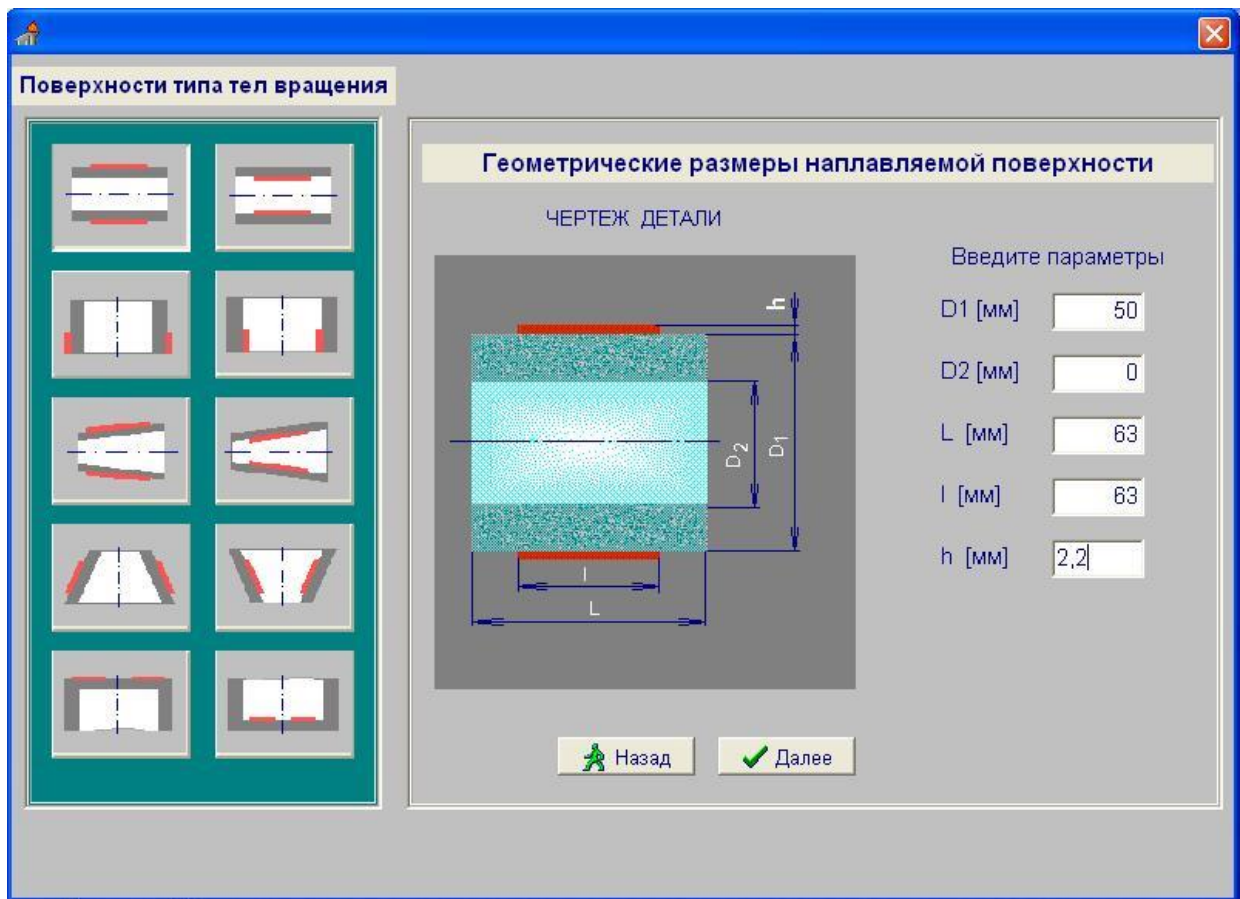 Поверхности типа тел вращения
Геометрические размеры наплавляемой поверхности
ЧЕРТЕЖ ДЕТАЛИ
Введите параметры
h
D1 [мм] 50
D2 [мм] 0
L [мм] 63
l [мм] 63
h [мм] 2,2
D2
D1
l
L
Назад
Далее